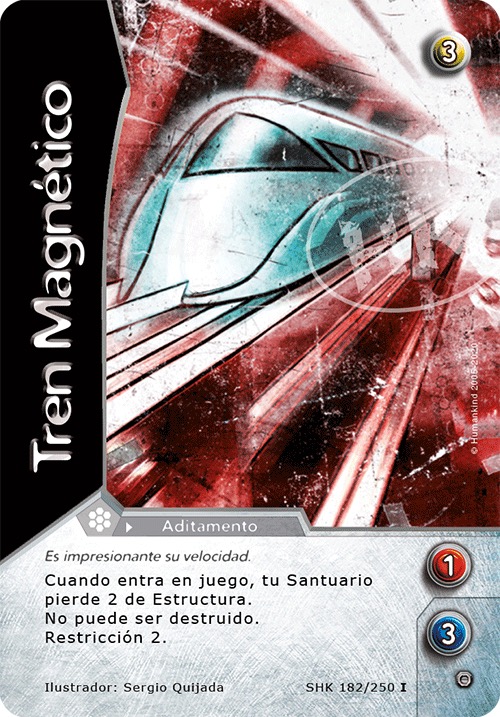 3
Tren Magnético
© Humankind 2005-2020
Aditamento
Es impresionante su velocidad.
Cuando entra en juego, tu Santuario
pierde 2 de Estructura.
No puede ser destruido.
Restricción 2.
1
3
Ilustrador: Sergio Quijada
SHK 182/250 I